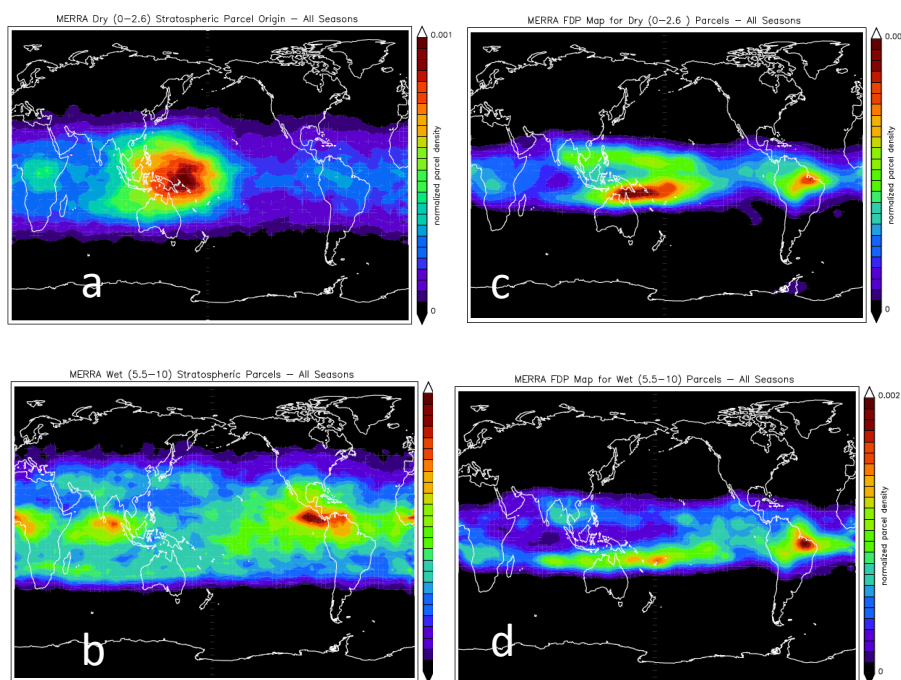 MERRA Dry (0-2.6) Stratospheric Parcel Origin - All Seasons
0.001
normalized parcel density
0
a
MERRA FDP Map for Dry (0-2.6 ) Parcels - All Seasons
0.00
normalized parcel density
0
c
MERRA Wet (5.5-10) Stratospheric Parcels - All Seasons
b
MERRA FDP Map for Wet (5.5-10) Parcels - All Seasons
0.002
normalized parcel density
0
d